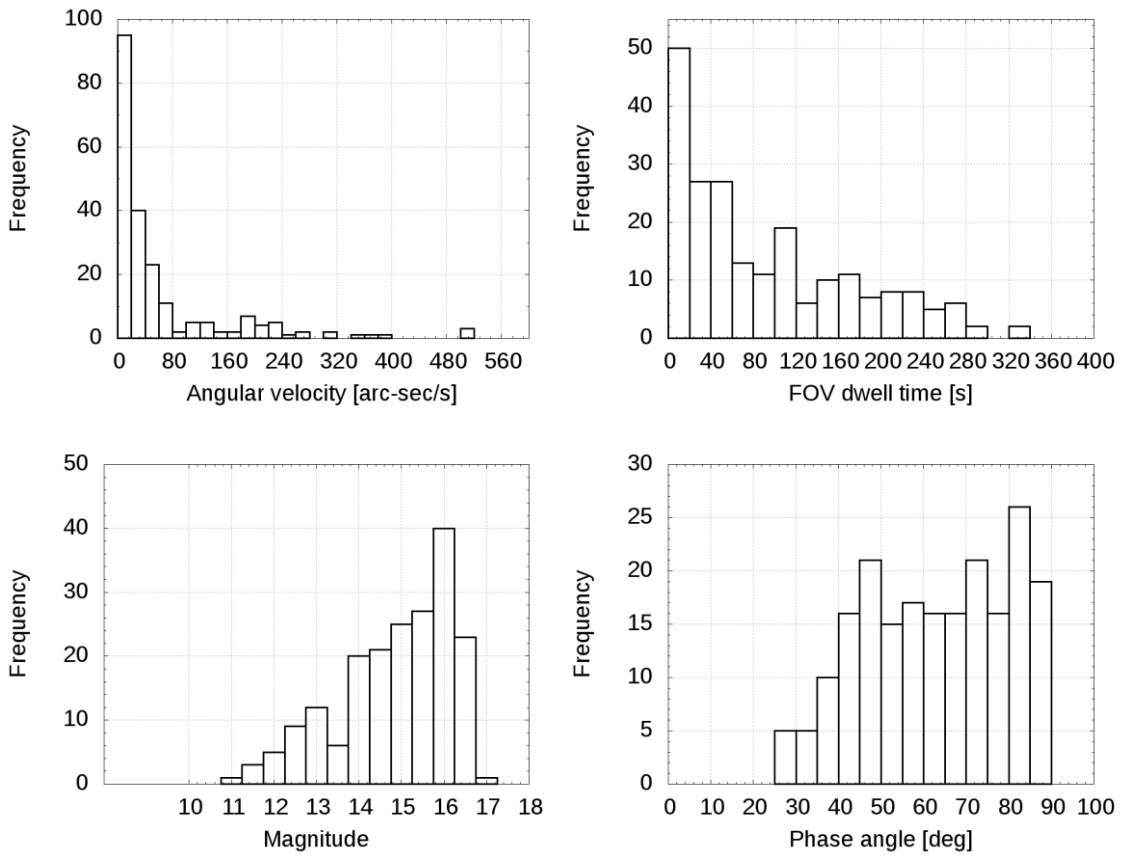 100
80
60
40
20
0
Frequency
0 80 160 240 320 400 480 560
Angular velocity [arc-sec/s]
50
40
30
20
10
0
Frequency
0 40 80 120 160 200 240 280 320 360 400
FOV dwell time [s]
50
40
30
20
10
0
Frequency
10 11 12 13 14 15 16 17 18
Magnitude
30
25
20
15
10
5
0
Frequency
0 10 20 30 40 50 60 70 80 90 100
Phase angle [deg]